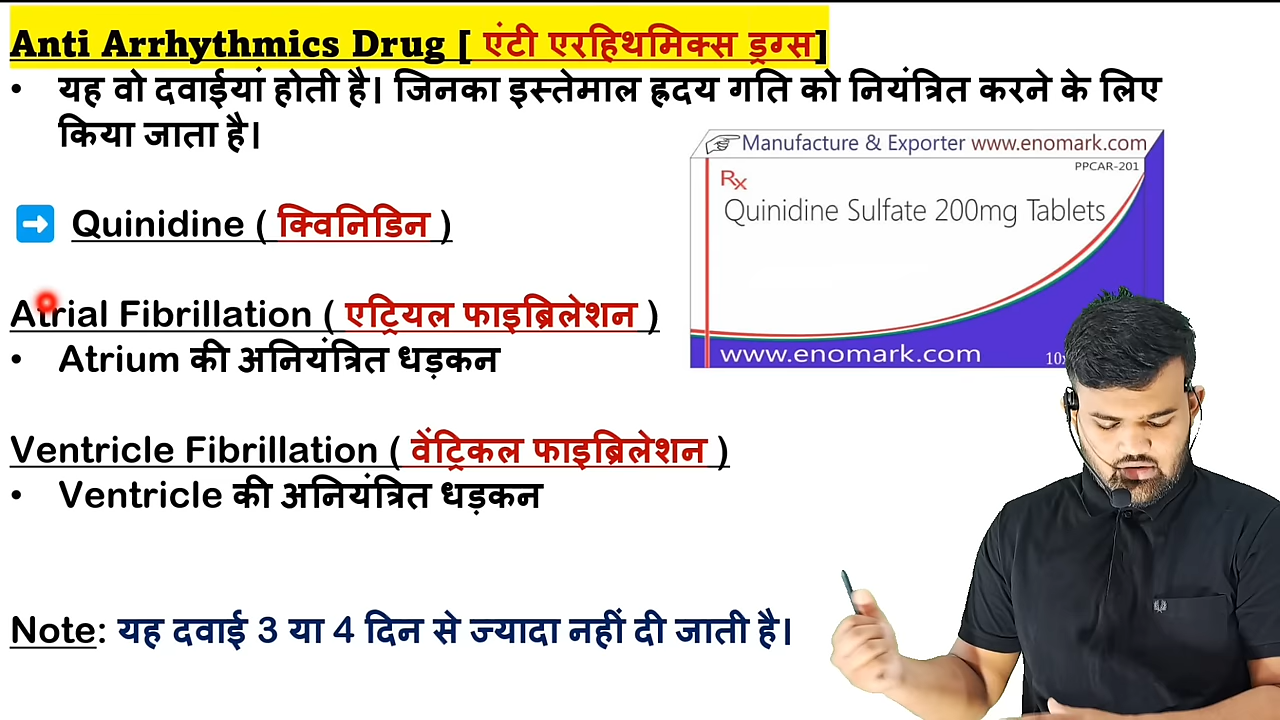 Anti Arrhythmics Drug [ एंटी एरहिथमिक्स ड्रग्स]
• यह वो दवाईयां होती है। जिनका इस्तेमाल ह्रदय गति को नियंत्रित करने के लिए
किया जाता है।
Manufacture & Exporter www.enomark.com
PPCAR-201
Rx
Quinidine Sulfate 200mg Tablets
www.enomark.com
Quinidine ( क्विनिडिन )
Atrial Fibrillation ( एट्रियल फाइब्रिलेशन )
• Atrium की अनियंत्रित धड़कन
Ventricle Fibrillation ( वेंट्रिकल फाइब्रिलेशन )
• Ventricle की अनियंत्रित धड़कन
Note: यह दवाई 3 या 4 दिन से ज्यादा नहीं दी जाती है।